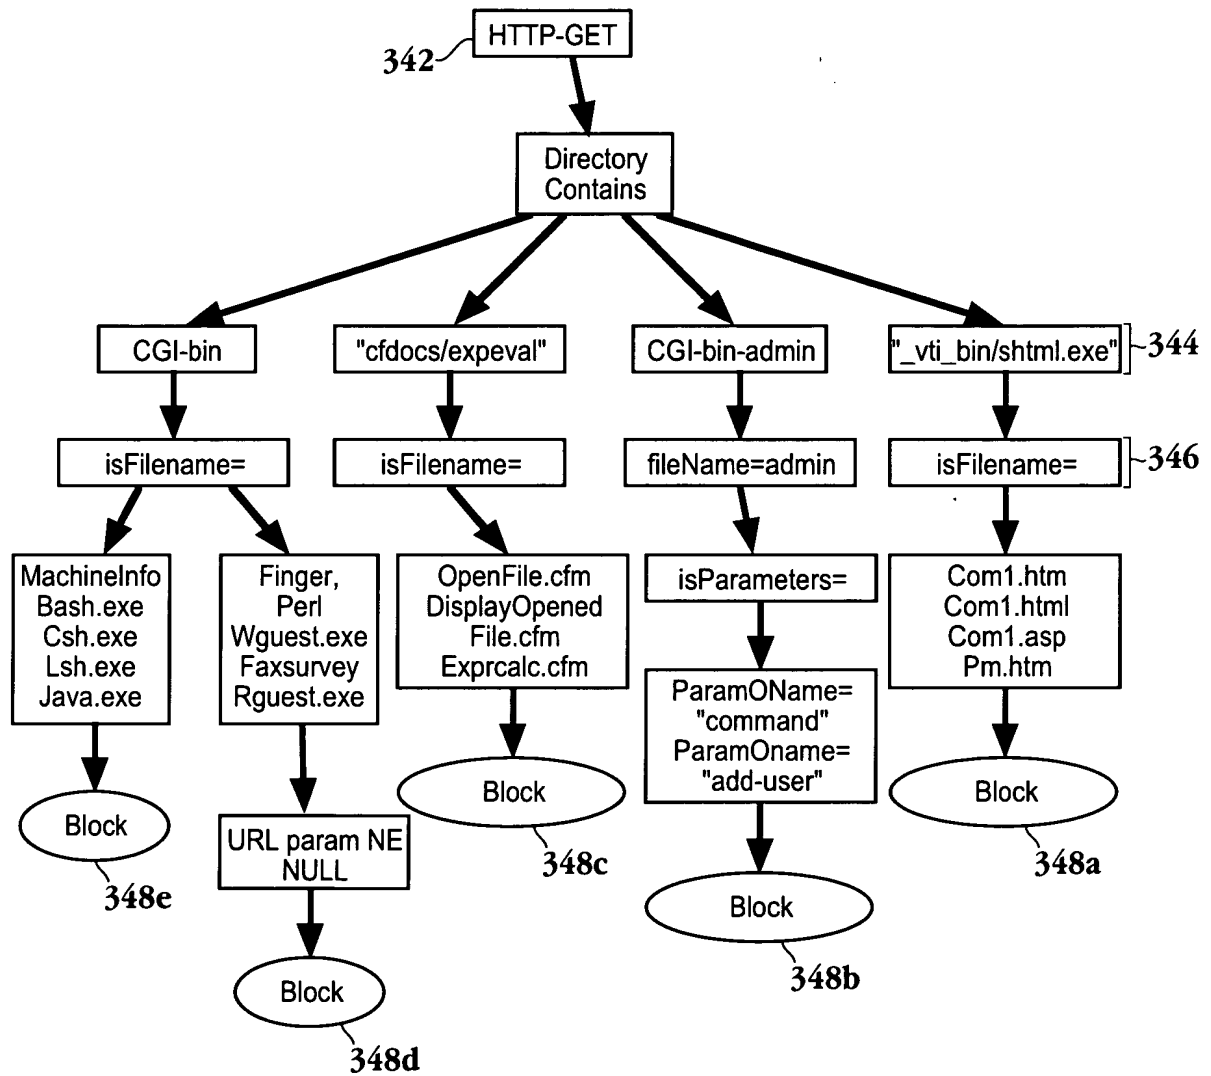 HTTP-GET
342
Directory
Contains
CGI-bin
"cfdocs/expeval"
CGI-bin-admin
"_vti_bin/shtml.exe"
344
isFilename=
isFilename=
fileName=admin
isFilename=
346
MachineInfo
Bash.exe
Csh.exe
Lsh.exe
Java.exe
Finger,
Perl
Wguest.exe
Faxsurvey
Rguest.exe
OpenFile.cfm
DisplayOpened
File.cfm
Exprcalc.cfm
isParameters=
Com1.htm
Com1.html
Com1.asp
Pm.htm
ParamOName=
"command"
ParamOname=
"add-user"
Block
348e
URL param NE
NULL
Block
348c
Block
348a
Block
348b
Block
348d